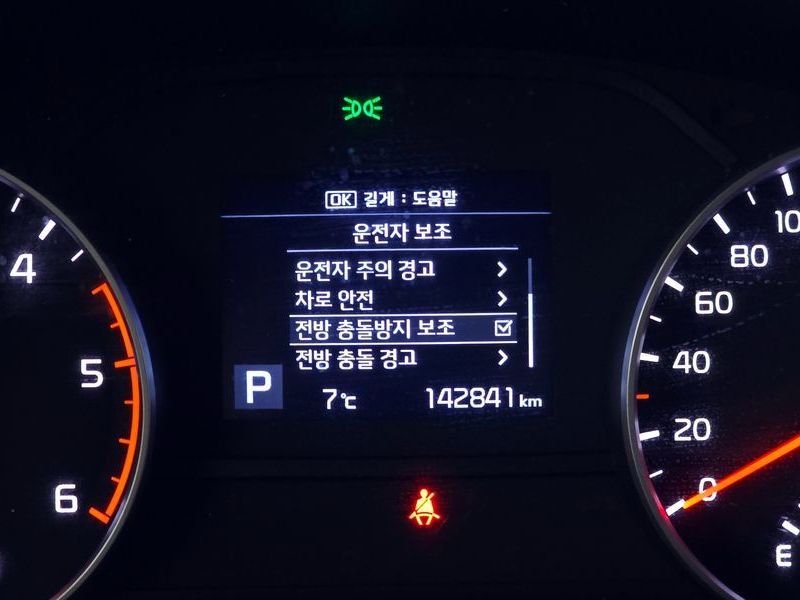 OK 길게 : 도움말
운전자 보조
운전자 주의 경고
차로 안전
전방 충돌방지 보조
전방 충돌 경고
P 7℃ 142841 km
4
5
6
10
80
60
40
20
0
E